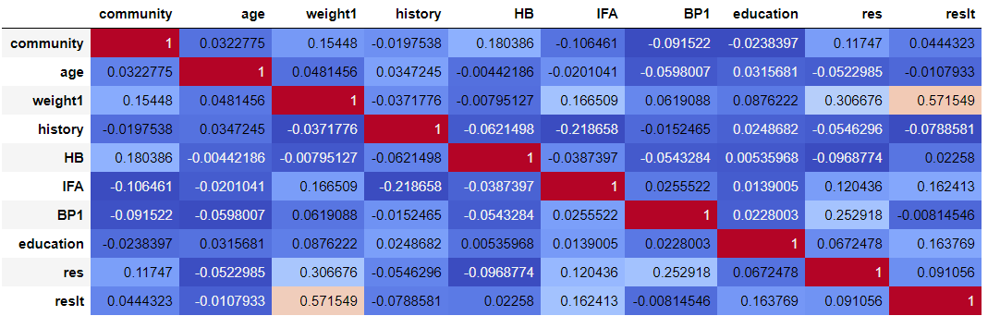 community age weight1 history HB IFA BP1 education res reslt
community 1 0.0322775 0.15448 -0.0197538 0.180386 -0.106461 -0.091522 -0.0238397 0.11747 0.0444323
age 0.0322775 1 0.0481456 0.0347245 -0.00442186 -0.0201041 -0.0598007 0.0315681 -0.0522985 -0.0107933
weight1 0.15448 0.0481456 1 -0.0371776 -0.00795127 0.166509 0.0619088 0.0876222 0.306676 0.571549
history -0.0197538 0.0347245 -0.0371776 1 -0.0621498 -0.218658 -0.0152465 0.0248682 -0.0546296 -0.0788581
HB 0.180386 -0.00442186 -0.00795127 -0.0621498 1 -0.0387397 -0.0543284 0.00535968 -0.0968774 0.02258
IFA -0.106461 -0.0201041 0.166509 -0.218658 -0.0387397 1 0.0255522 0.0139005 0.120436 0.162413
BP1 -0.091522 -0.0598007 0.0619088 -0.0152465 -0.0543284 0.0255522 1 0.0228003 0.252918 -0.00814546
education -0.0238397 0.0315681 0.0876222 0.0248682 0.00535968 0.0139005 0.0228003 1 0.0672478 0.163769
res 0.11747 -0.0522985 0.306676 -0.0546296 -0.0968774 0.120436 0.252918 0.0672478 1 0.091056
reslt 0.0444323 -0.0107933 0.571549 -0.0788581 0.02258 0.162413 -0.00814546 0.163769 0.091056 1